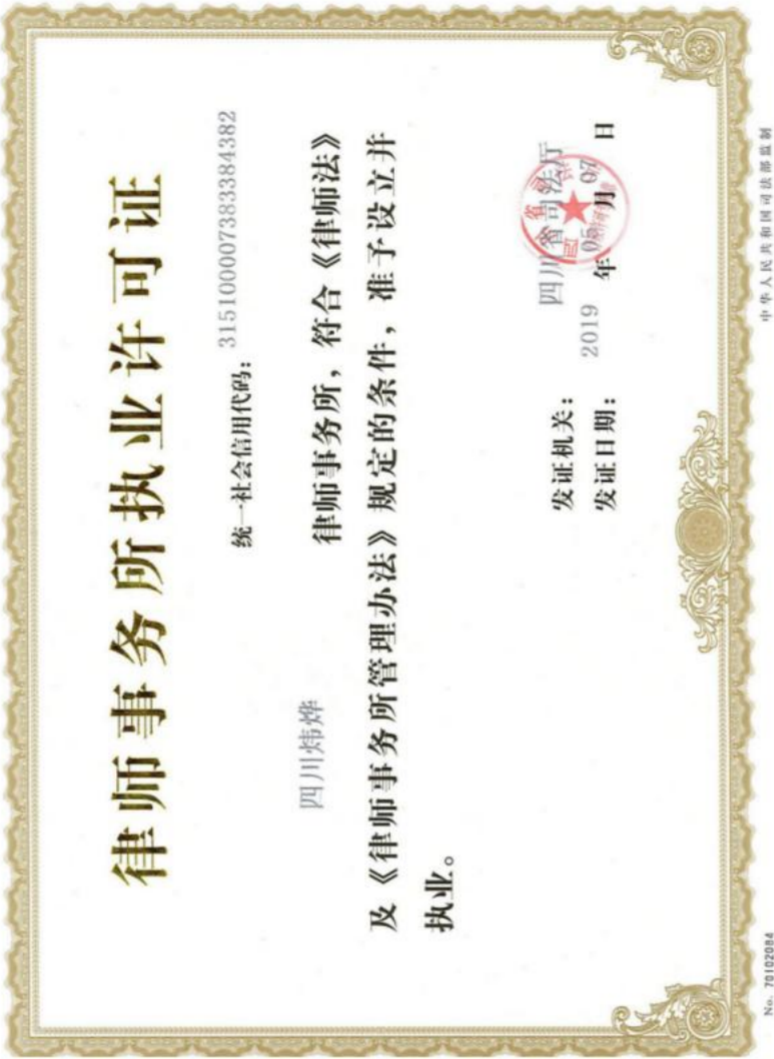 律师事务所执业许可证
统一社会信用代码：31510000738338 4382
四川炜烨 律师事务所，符合《律师法》
及《律师事务所管理办法》规定的条件，准予设立并
执业。
发证机关：四川省司法厅
发证日期：2019 年 05 月 07 日
No. 70102084
中华人民共和国司法部监制